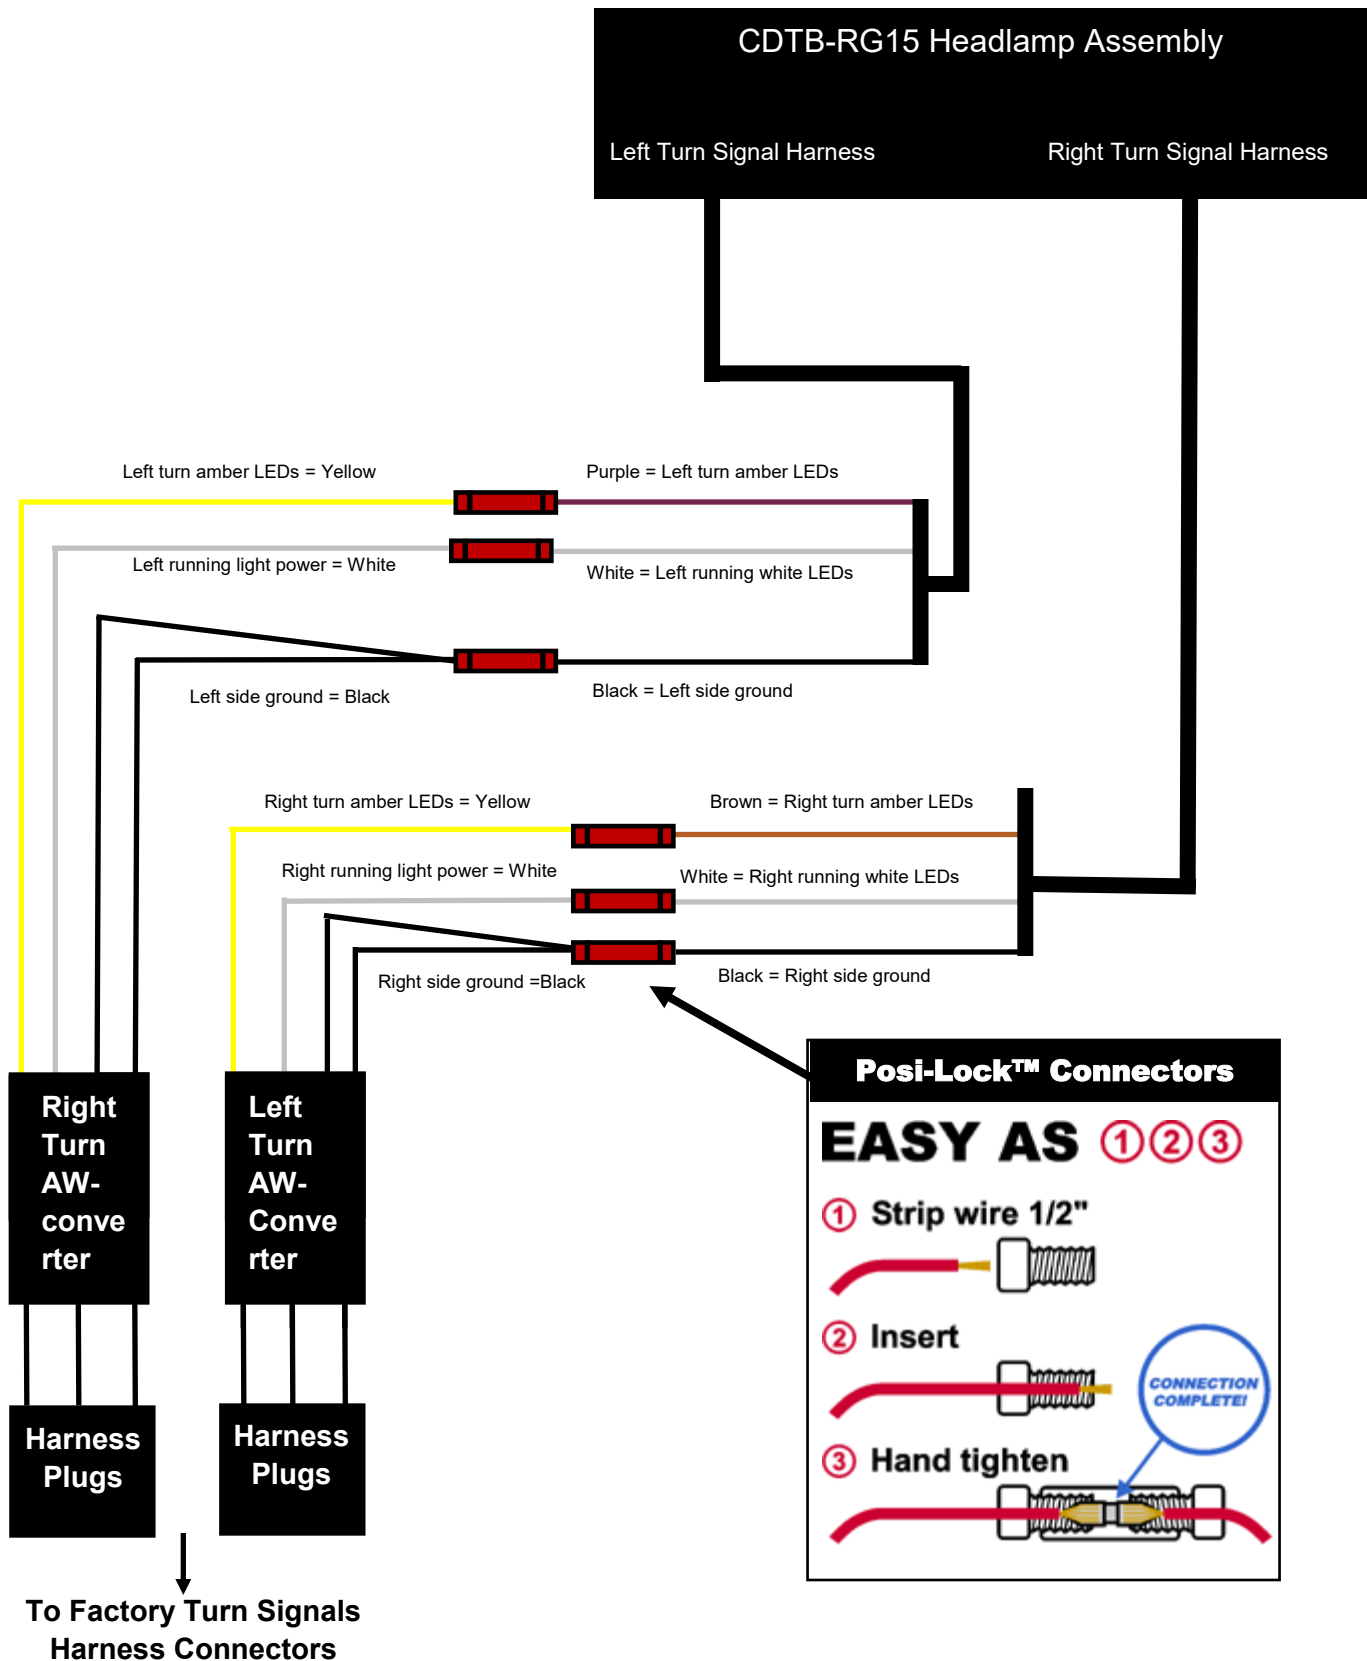 CDTB-RG15 Headlamp Assembly
Left Turn Signal Harness
Right Turn Signal Harness
Left turn amber LEDs = Yellow
Purple = Left turn amber LEDs
Left running light power = White
White = Left running white LEDs
Left side ground = Black
Black = Left side ground
Right turn amber LEDs = Yellow
Brown = Right turn amber LEDs
Right running light power = White
White = Right running white LEDs
Right side ground =Black
Black = Right side ground
Right
Turn
AW-
conve
rter
Left
Turn
AW-
Conve
rter
Harness
Plugs
Harness
Plugs
To Factory Turn Signals
Harness Connectors
Posi-Lock™ Connectors
EASY AS ①②③
① Strip wire 1/2"
② Insert
CONNECTION
COMPLETE!
③ Hand tighten